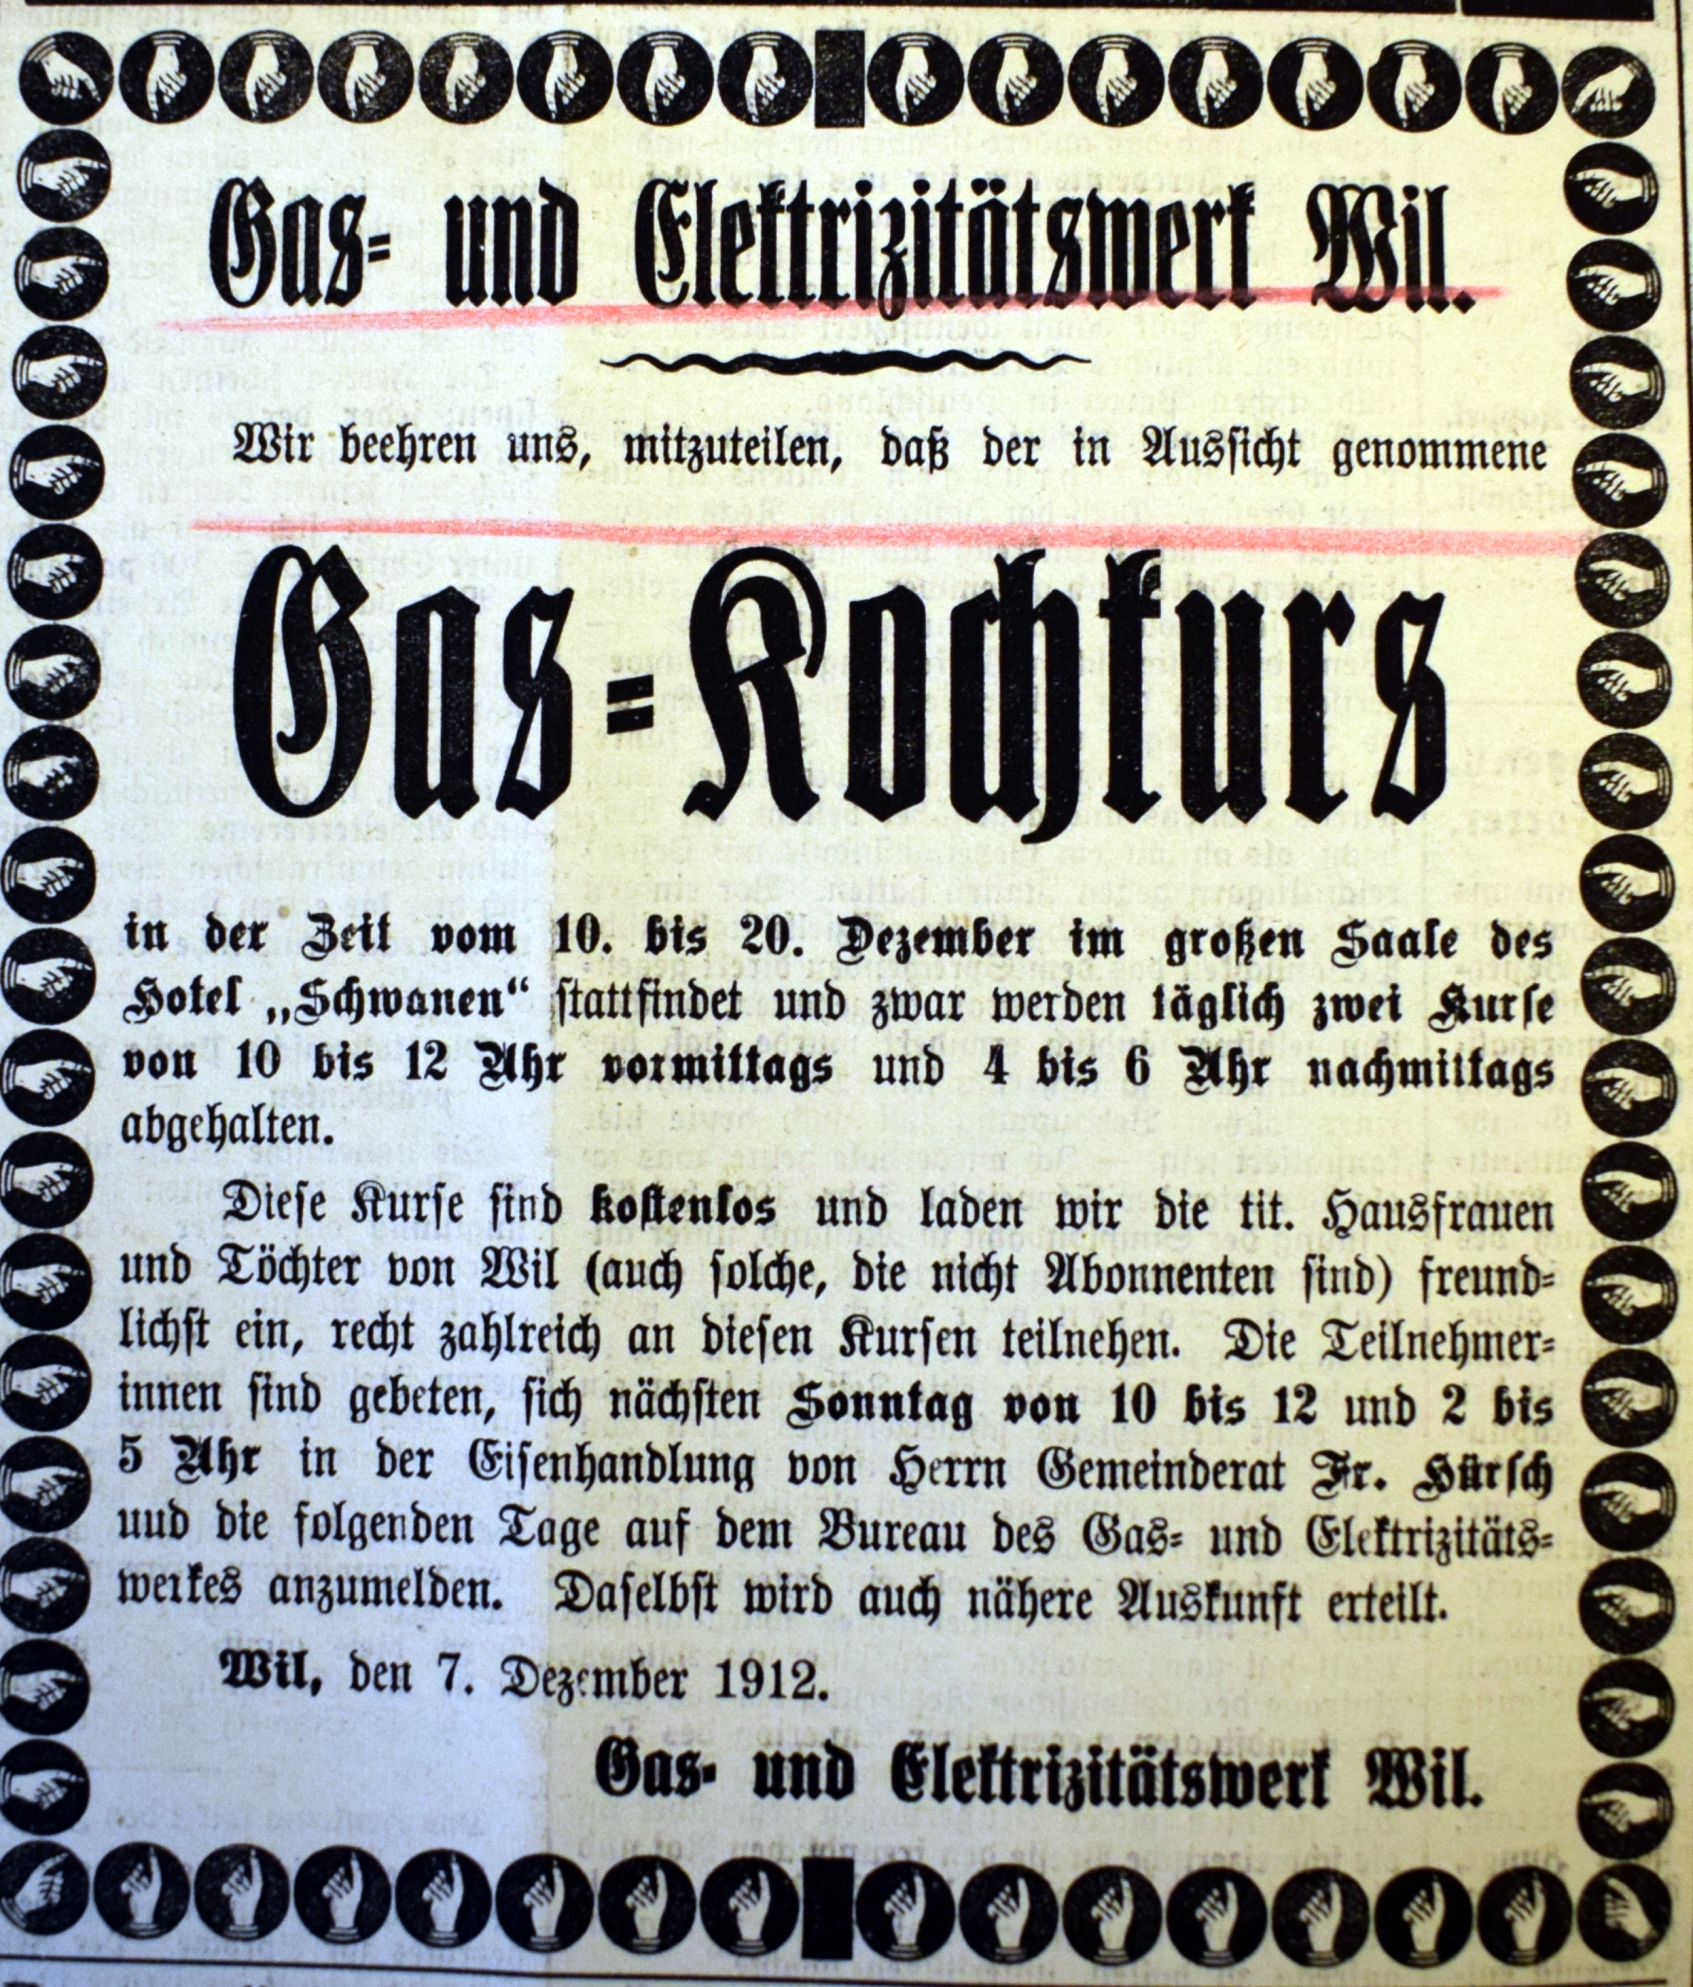 Gas- und Elektrizitätswerk Wil.
Wir beehren uns, mitzuteilen, daß der in Aussicht genommene
Gas-Kochkurs
in der Zeit vom 10. bis 20. Dezember im großen Saale des
Hotel „Schwanen“ stattfindet und zwar werden täglich zwei Kurse
von 10 bis 12 Uhr vormittags und 4 bis 6 Uhr nachmittags
abgehalten.
Diese Kurse sind kostenlos und laden wir die tit. Hausfrauen
und Töchter von Wil (auch solche, die nicht Abonnenten sind) freund-
lichst ein, recht zahlreich an diesen Kursen teilnehen. Die Teilnehmer-
innen sind gebeten, sich nächsten Sonntag von 10 bis 12 und 2 bis
5 Uhr in der Eisenhandlung von Herrn Gemeinderat Fr. Hürsch
uud die folgenden Tage auf dem Bureau des Gas- und Elektrizitäts-
werkes anzumelden. Daselbst wird auch nähere Auskunft erteilt.
Wil, den 7. Dezember 1912.
Gas- und Elektrizitätswerk Wil.